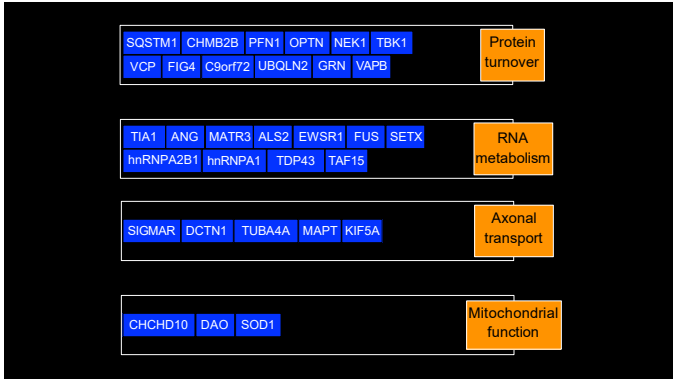 SQSTM1 CHMB2B PFN1 OPTN NEK1 TBK1
VCP FIG4 C9orf72 UBQLN2 GRN VAPB
Protein
turnover
TIA1 ANG MATR3 ALS2 EWSR1 FUS SETX
hnRNPA2B1 hnRNPA1 TDP43 TAF15
RNA
metabolism
SIGMAR DCTN1 TUBA4A MAPT KIF5A
Axonal
transport
CHCHD10 DAO SOD1
Mitochondrial
function